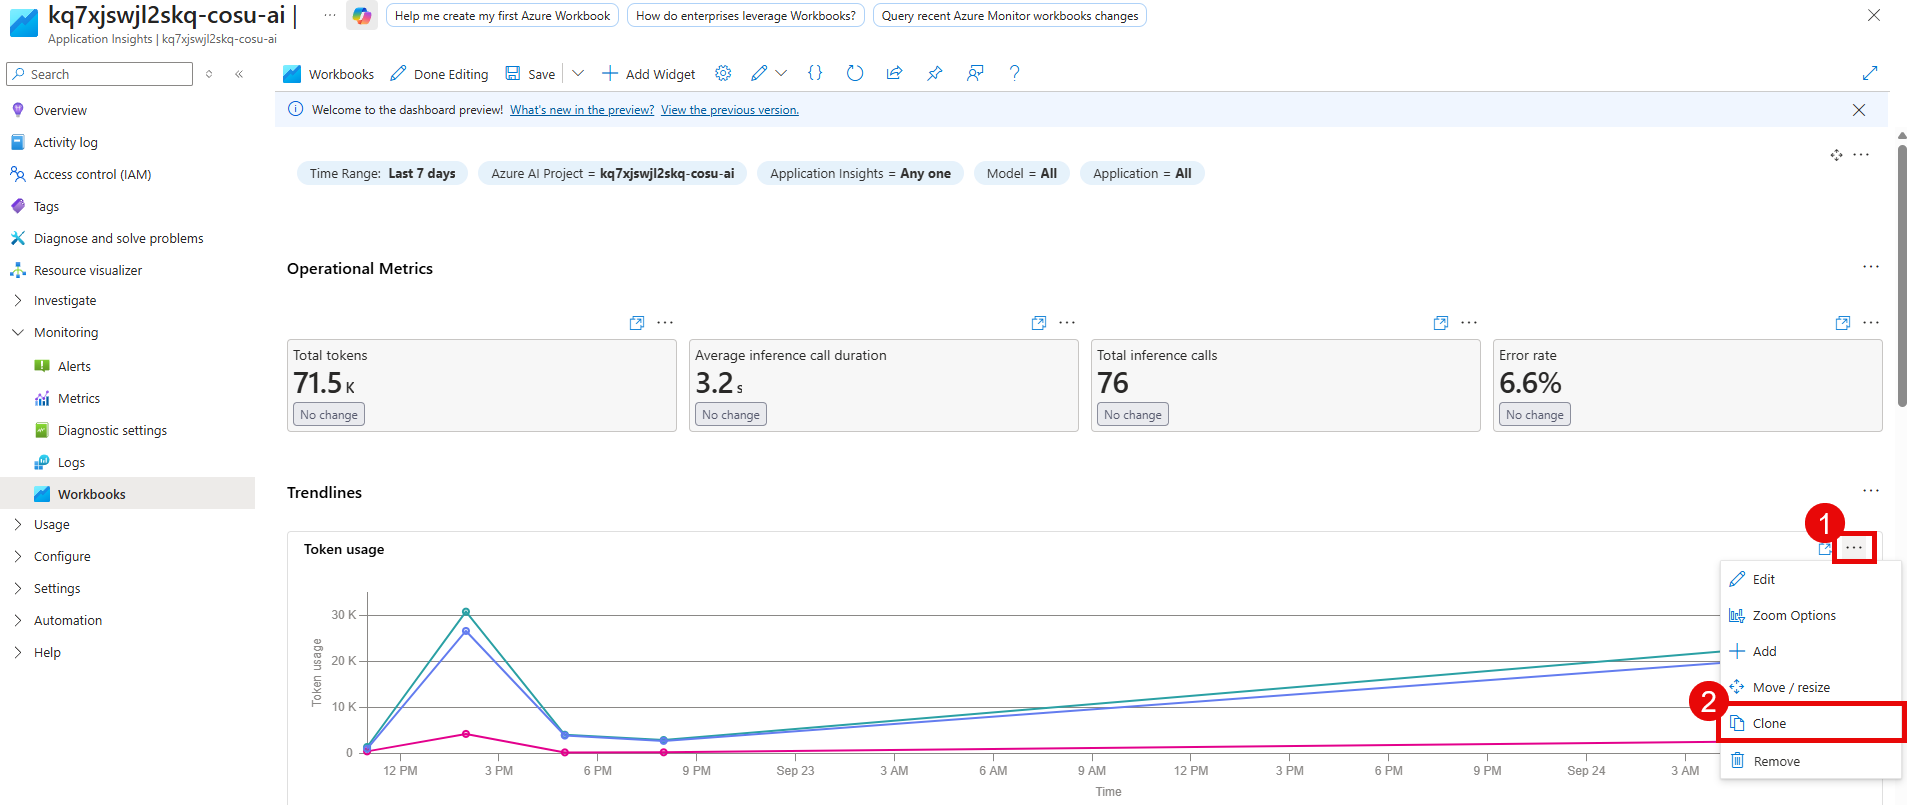 kq7xjswjl2skq-cosu-ai
Application Insights | kq7xjswjl2skq-cosu-ai
Help me create my first Azure Workbook
How do enterprises leverage Workbooks?
Query recent Azure Monitor workbooks changes
Search
Workbooks
Done Editing
Save
Add Widget
Welcome to the dashboard preview! What's new in the preview? View the previous version.
Overview
Activity log
Access control (IAM)
Tags
Diagnose and solve problems
Resource visualizer
Investigate
Monitoring
Alerts
Metrics
Diagnostic settings
Logs
Workbooks
Usage
Configure
Settings
Automation
Help
Time Range: Last 7 days
Azure AI Project = kq7xjswjl2skq-cosu-ai
Application Insights = Any one
Model = All
Application = All
Operational Metrics
Total tokens
71.5 K
No change
Average inference call duration
3.2 s
No change
Total inference calls
76
No change
Error rate
6.6%
No change
Trendlines
Token usage
1
Edit
Zoom Options
Add
Move / resize
2
Clone
Remove
Token usage
30 K
20 K
10 K
0
12 PM
3 PM
6 PM
9 PM
Sep 23
3 AM
6 AM
9 AM
12 PM
3 PM
6 PM
9 PM
Sep 24
3 AM
Time